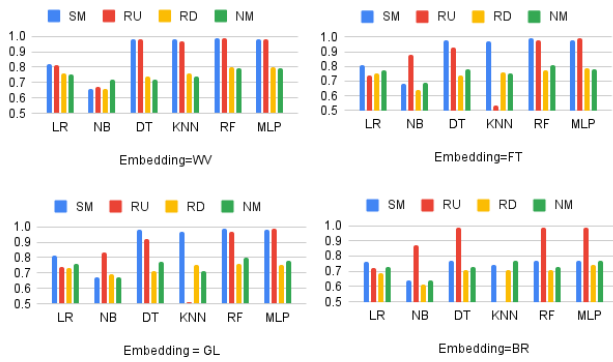 SM RU RD NM
1.0
0.9
0.8
0.7
0.6
0.5
LR NB DT KNN RF MLP
Embedding=WV
SM RU RD NM
1.0
0.9
0.8
0.7
0.6
0.5
LR NB DT KNN RF MLP
Embedding=FT
SM RU RD NM
1.0
0.9
0.8
0.7
0.6
0.5
LR NB DT KNN RF MLP
Embedding = GL
SM RU RD NM
1.0
0.9
0.8
0.7
0.6
0.5
LR NB DT KNN RF MLP
Embedding=BR